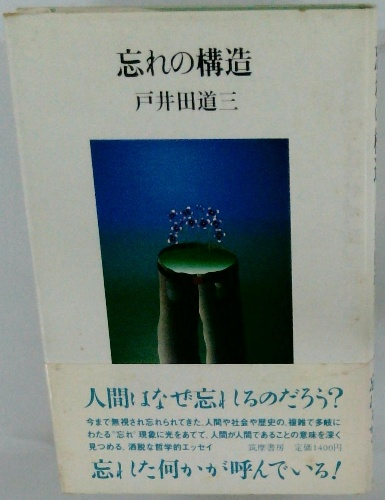 忘れの構造
戸井田道三
人間はなぜ忘れるのだろう?
今まで無視され忘れられてきた、人間や社会や歴史の、複雑で多岐に
わたる"忘れ"現象に光をあてて、人間が人間であることの意味を深く
見つめる、洒脱な哲学的エッセイ 筑摩書房 定価1400円
忘れた何かが呼んでいる!